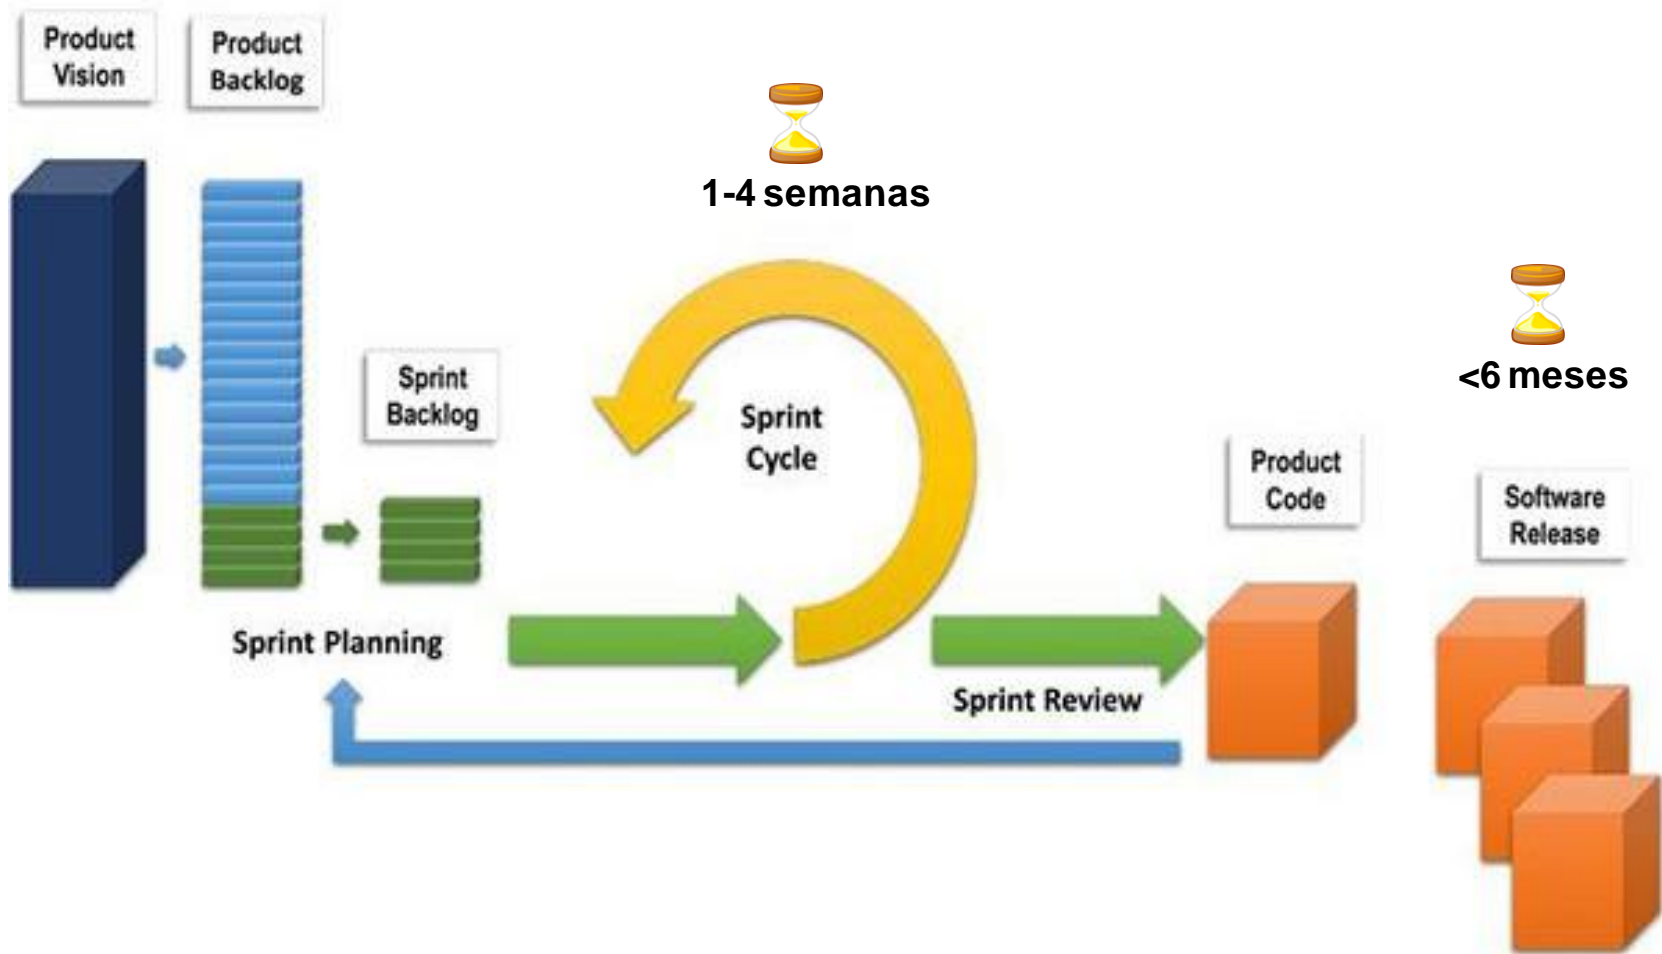 Product
Vision
Product
Backlog
1-4 semanas
<6 meses
Sprint
Backlog
Sprint
Cycle
Product
Code
Software
Release
Sprint Planning
Sprint Review